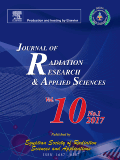 JOURNAL OF
RADIATION
RESEARCH
& APPLIED SCIENCES
Vol.
10
No.1
2017
Published by
Egyptian Society of Radiation
Sciences and Applications